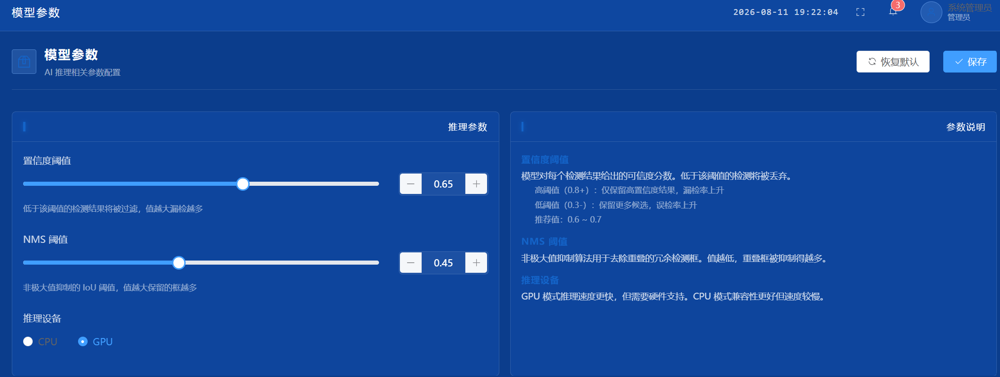 模型参数
2026-08-11 19:22:04
3
系统管理员
管理员
模型参数
AI 推理相关参数配置
恢复默认
保存
推理参数
置信度阈值
0.65
低于该阈值的检测结果将被过滤，值越大漏检越多
NMS 阈值
0.45
非极大值抑制的 IoU 阈值，值越大保留的框越多
推理设备
CPU
GPU
参数说明
置信度阈值
模型对每个检测结果给出的可信度分数。低于该阈值的检测将被丢弃。
高阈值（0.8+）：仅保留高置信度结果，漏检率上升
低阈值（0.3-）：保留更多候选，误检率上升
推荐值：0.6 ~ 0.7
NMS 阈值
非极大值抑制算法用于去除重叠的冗余检测框。值越低，重叠框被抑制得越多。
推理设备
GPU 模式推理速度更快，但需要硬件支持。CPU 模式兼容性更好但速度较慢。